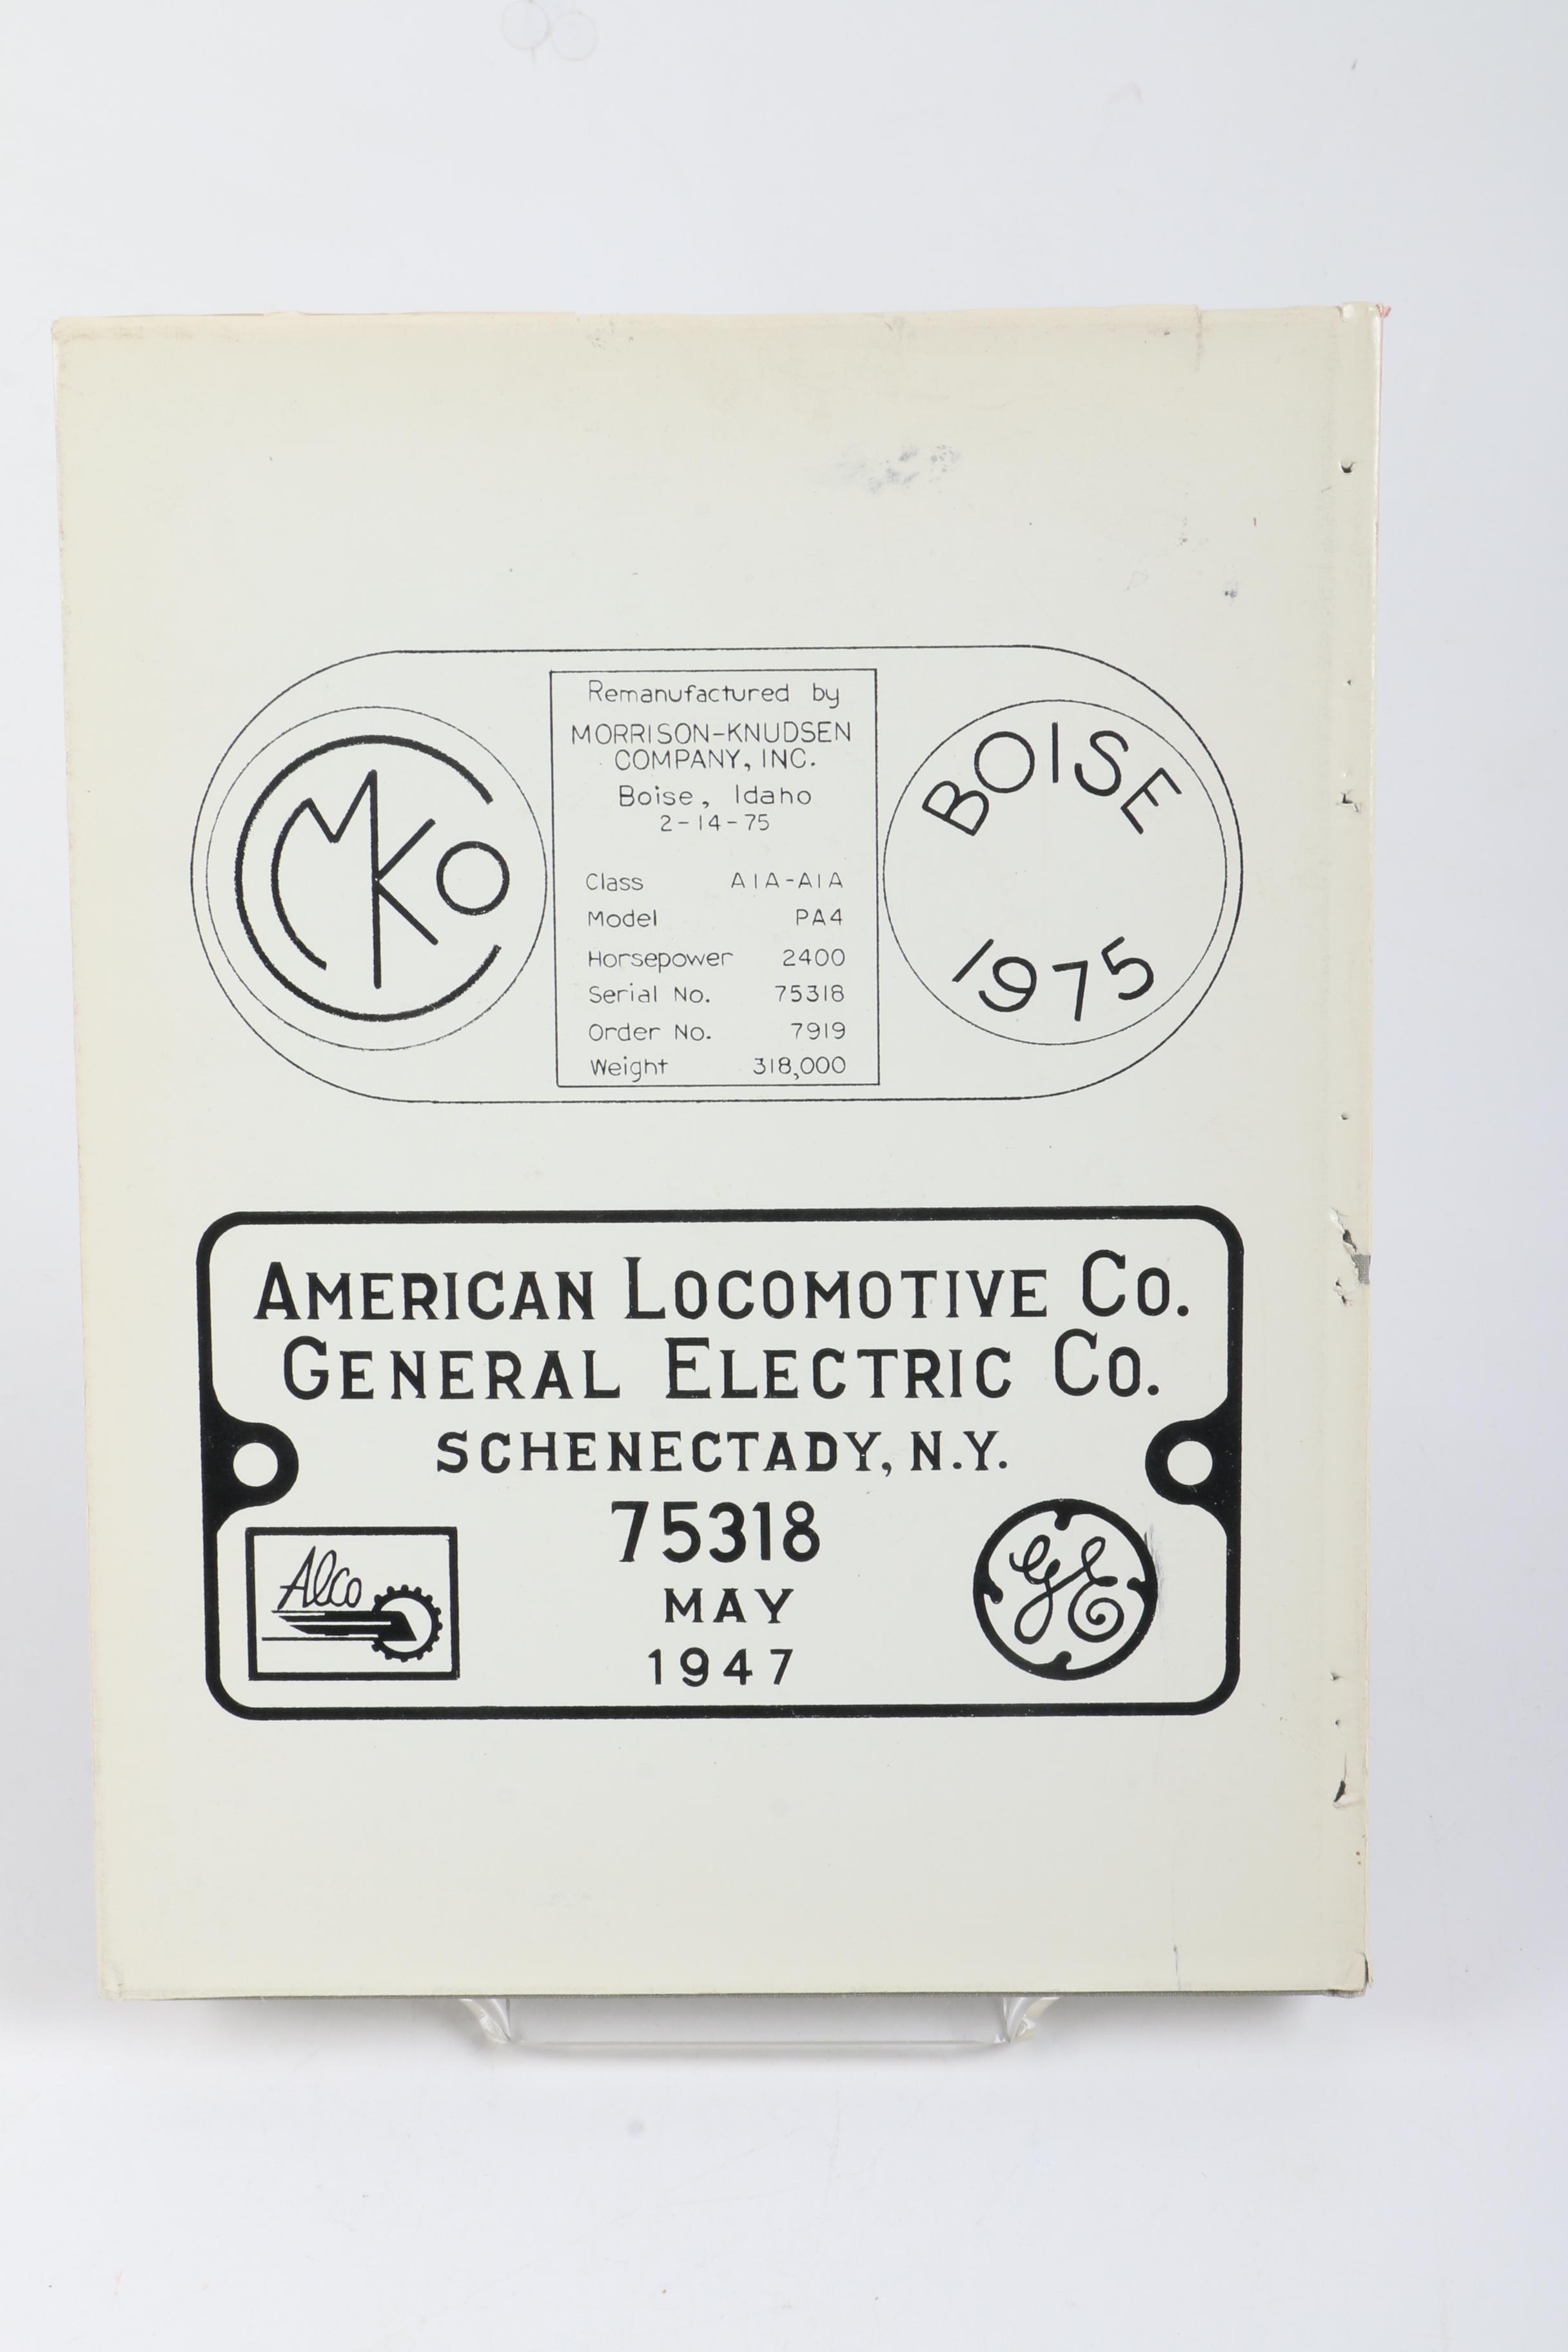 MKCO
Remanufactured by
MORRISON-KNUDSEN
COMPANY, INC.
Boise, Idaho
2-14-75
Class A1A-A1A
Model PA4
Horsepower 2400
Serial No. 75318
Order No. 7919
Weight 318,000
BOISE
1975
AMERICAN LOCOMOTIVE CO.
GENERAL ELECTRIC CO.
SCHENECTADY, N.Y.
75318
MAY
1947
Alco
GE